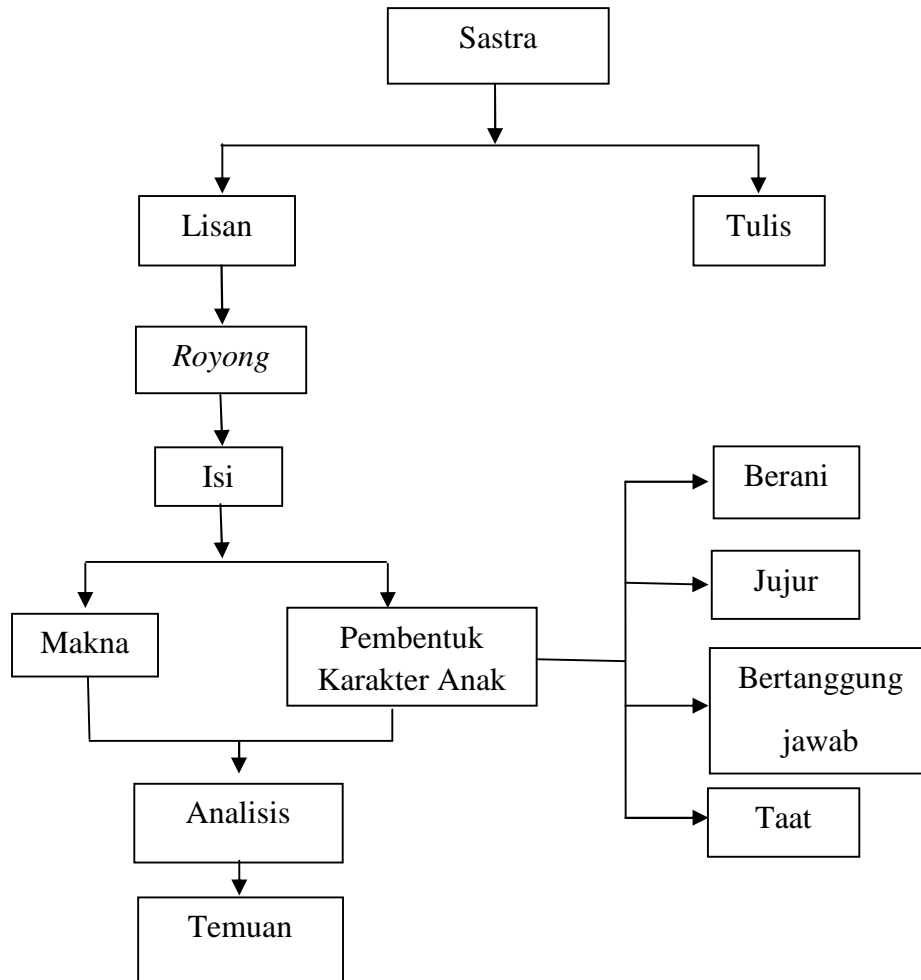 Sastra
Lisan
Tulis
Royong
Isi
Berani
Jujur
Makna
Pembentuk
Karakter Anak
Bertanggung
jawab
Analisis
Taat
Temuan